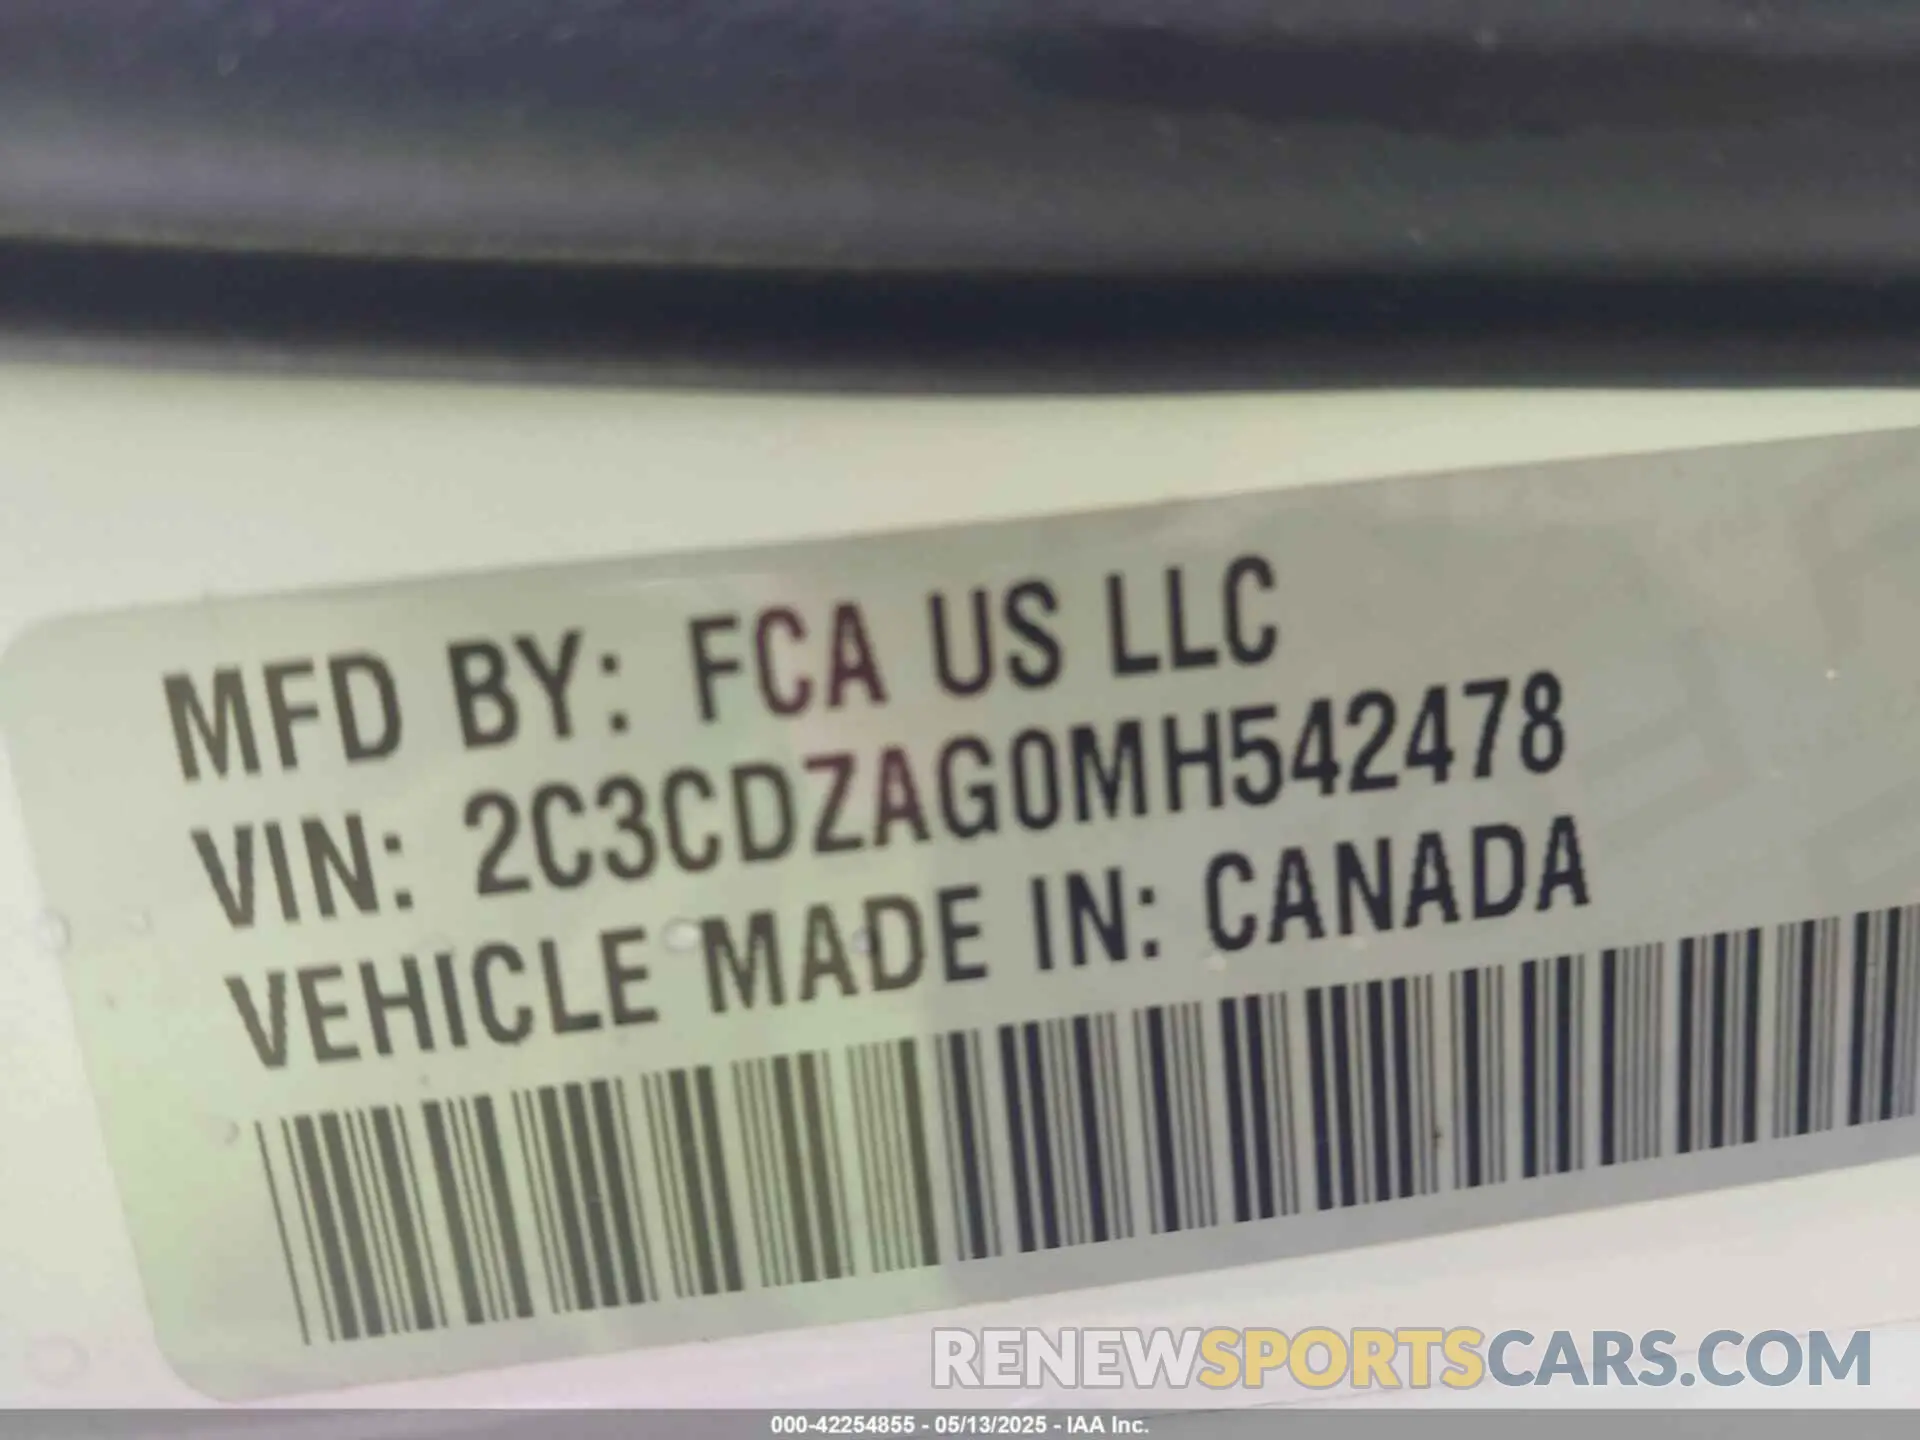 MFD BY: FCA US LLC
VIN: 2C3CDZAG0MH542478
VEHICLE MADE IN: CANADA
RENEWSPORTSCARS.COM
000-42254855 - 05/13/2025 - IAA Inc.